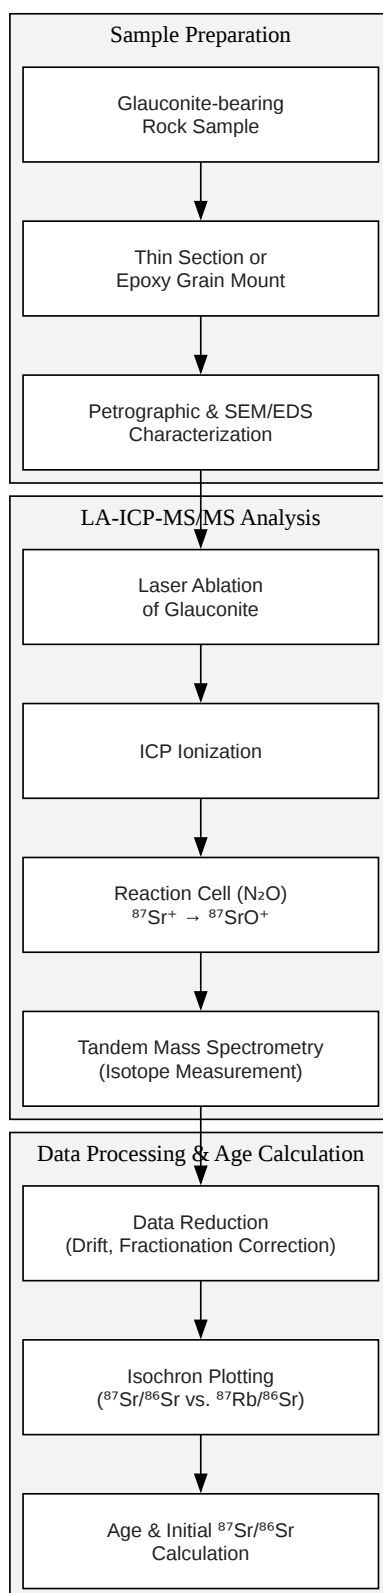 Sample Preparation
Glauconite-bearing
Rock Sample
Thin Section or
Epoxy Grain Mount
Petrographic & SEM/EDS
Characterization
LA-ICP-MS/MS Analysis
Laser Ablation
of Glauconite
ICP Ionization
Reaction Cell (N₂O)
⁸⁷Sr⁺ → ⁸⁷SrO⁺
Tandem Mass Spectrometry
(Isotope Measurement)
Data Processing & Age Calculation
Data Reduction
(Drift, Fractionation Correction)
Isochron Plotting
(⁸⁷Sr/⁸⁶Sr vs. ⁸⁷Rb/⁸⁶Sr)
Age & Initial ⁸⁷Sr/⁸⁶Sr
Calculation